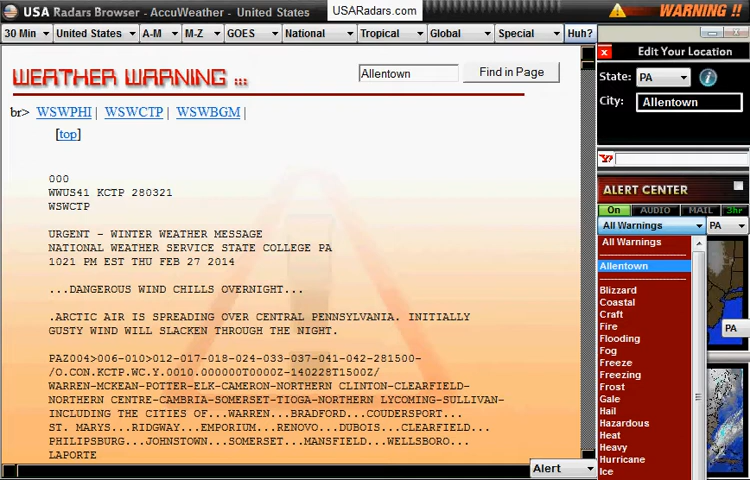 USA Radars Browser - AccuWeather - United States
USARadars.com
WARNING !!
30 Min
United States
A-M
M-Z
GOES
National
Tropical
Global
Special
Huh?
WEATHER WARNING ...
Allentown
Find in Page
br> WSWPHI | WSWCTP | WSWBGM |
[top]
000
WWUS41 KCTP 280321
WSWCTP
URGENT - WINTER WEATHER MESSAGE
NATIONAL WEATHER SERVICE STATE COLLEGE PA
1021 PM EST THU FEB 27 2014
...DANGEROUS WIND CHILLS OVERNIGHT...
.ARCTIC AIR IS SPREADING OVER CENTRAL PENNSYLVANIA. INITIALLY
GUSTY WIND WILL SLACKEN THROUGH THE NIGHT.
PAZ004>006-010>012-017-018-024-033-037-041-042-281500-
/O.CON.KCTP.WC.Y.0010.000000T0000Z-140228T1500Z/
WARREN-MCKEAN-POTTER-ELK-CAMERON-NORTHERN CLINTON-CLEARFIELD-
NORTHERN CENTRE-CAMBRIA-SOMERSET-TIOGA-NORTHERN LYCOMING-SULLIVAN-
INCLUDING THE CITIES OF...WARREN...BRADFORD...COUDERSPORT...
ST. MARYS...RIDGWAY...EMPORIUM...RENOVO...DUBOIS...CLEARFIELD...
PHILIPSBURG...JOHNSTOWN...SOMERSET...MANSFIELD...WELLSBORO...
LAPORTE
Alert
x
Edit Your Location
State: PA
i
City: Allentown
Y!
ALERT CENTER
On
AUDIO
MAIL
3hr
All Warnings
PA
All Warnings
Allentown
Blizzard
Coastal
Craft
Fire
Flooding
Fog
Freeze
Freezing
Frost
Gale
Hail
Hazardous
Heat
Heavy
Hurricane
Ice
PA